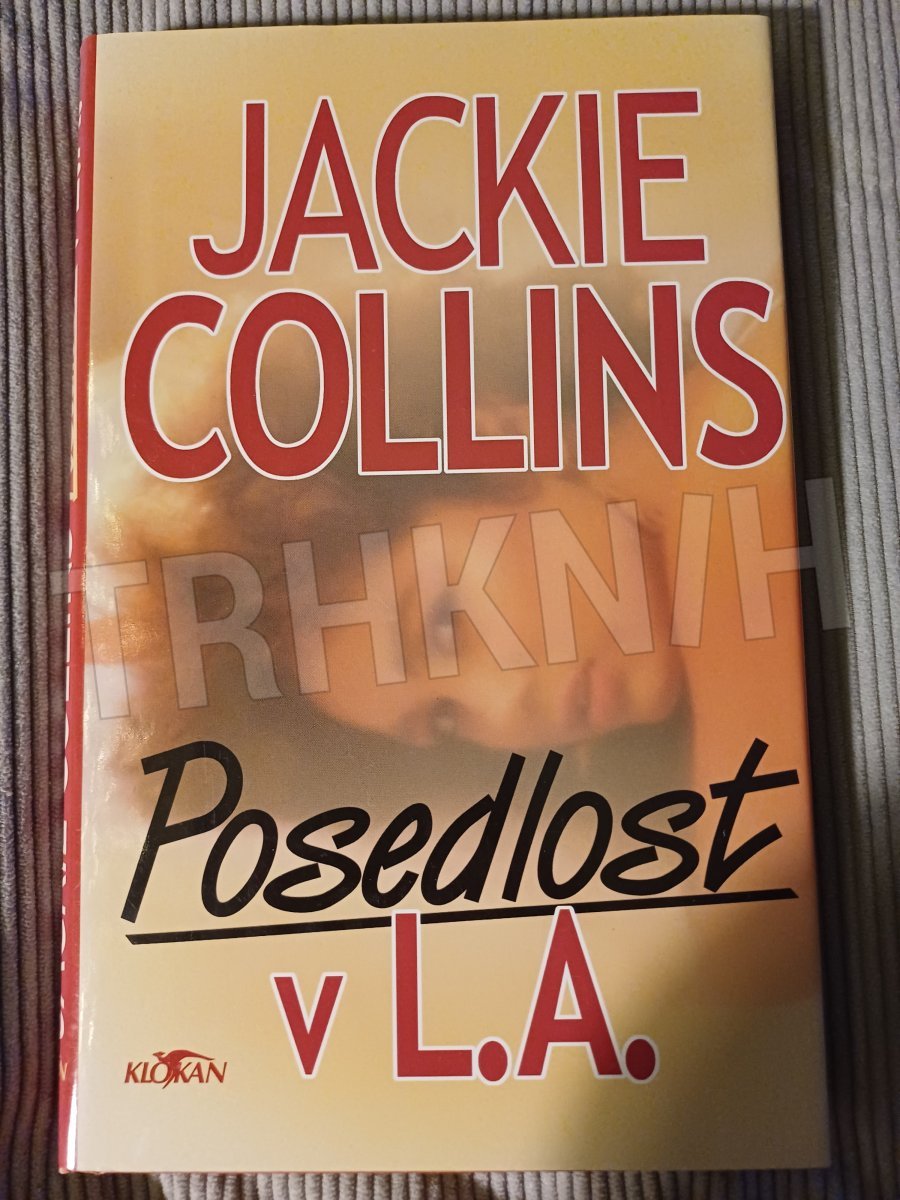 JACKIE
COLLINS
TRHKNIH
Posedlost
v L.A.
KLOKAN